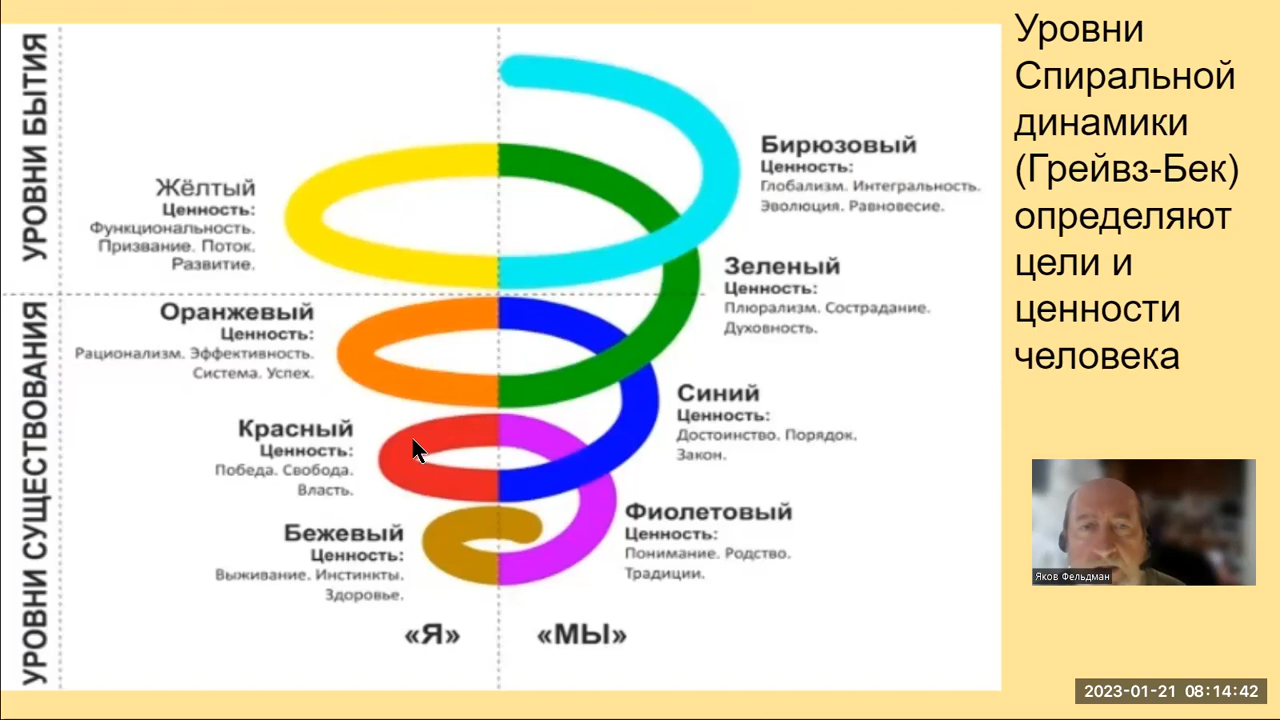 УРОВНИ БЫТИЯ
УРОВНИ СУЩЕСТВОВАНИЯ
Бирюзовый
Ценность:
Глобализм. Интегральность.
Эволюция. Равновесие.
Жёлтый
Ценность:
Функциональность.
Призвание. Поток.
Развитие.
Зеленый
Ценность:
Плюрализм. Сострадание.
Духовность.
Оранжевый
Ценность:
Рационализм. Эффективность.
Система. Успех.
Синий
Ценность:
Достоинство. Порядок.
Закон.
Красный
Ценность:
Победа. Свобода.
Власть.
Фиолетовый
Ценность:
Понимание. Родство.
Традиции.
Бежевый
Ценность:
Выживание. Инстинкты.
Здоровье.
«Я»
«МЫ»
Уровни
Спиральной
динамики
(Грейвз-Бек)
определяют
цели и
ценности
человека
Яков Фельдман
2023-01-21 08:14:42